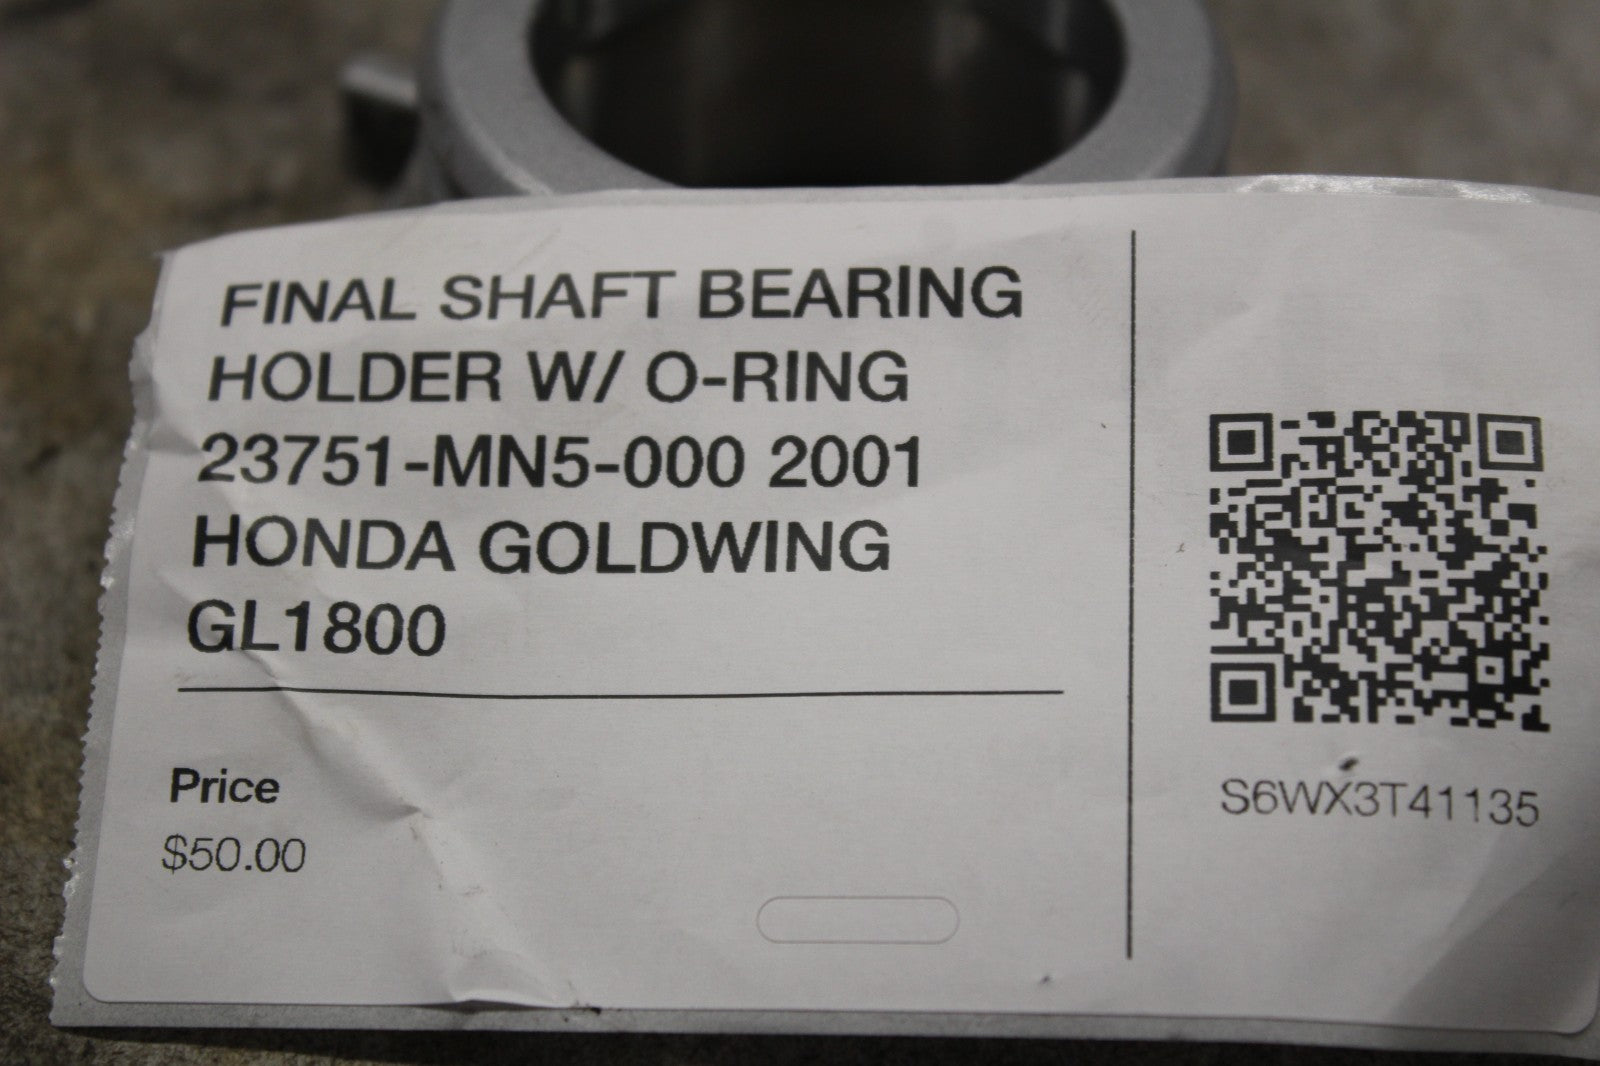 FINAL SHAFT BEARING
HOLDER W/ O-RING
23751-MN5-000 2001
HONDA GOLDWING
GL1800
Price
$50.00
S6WX3T41135